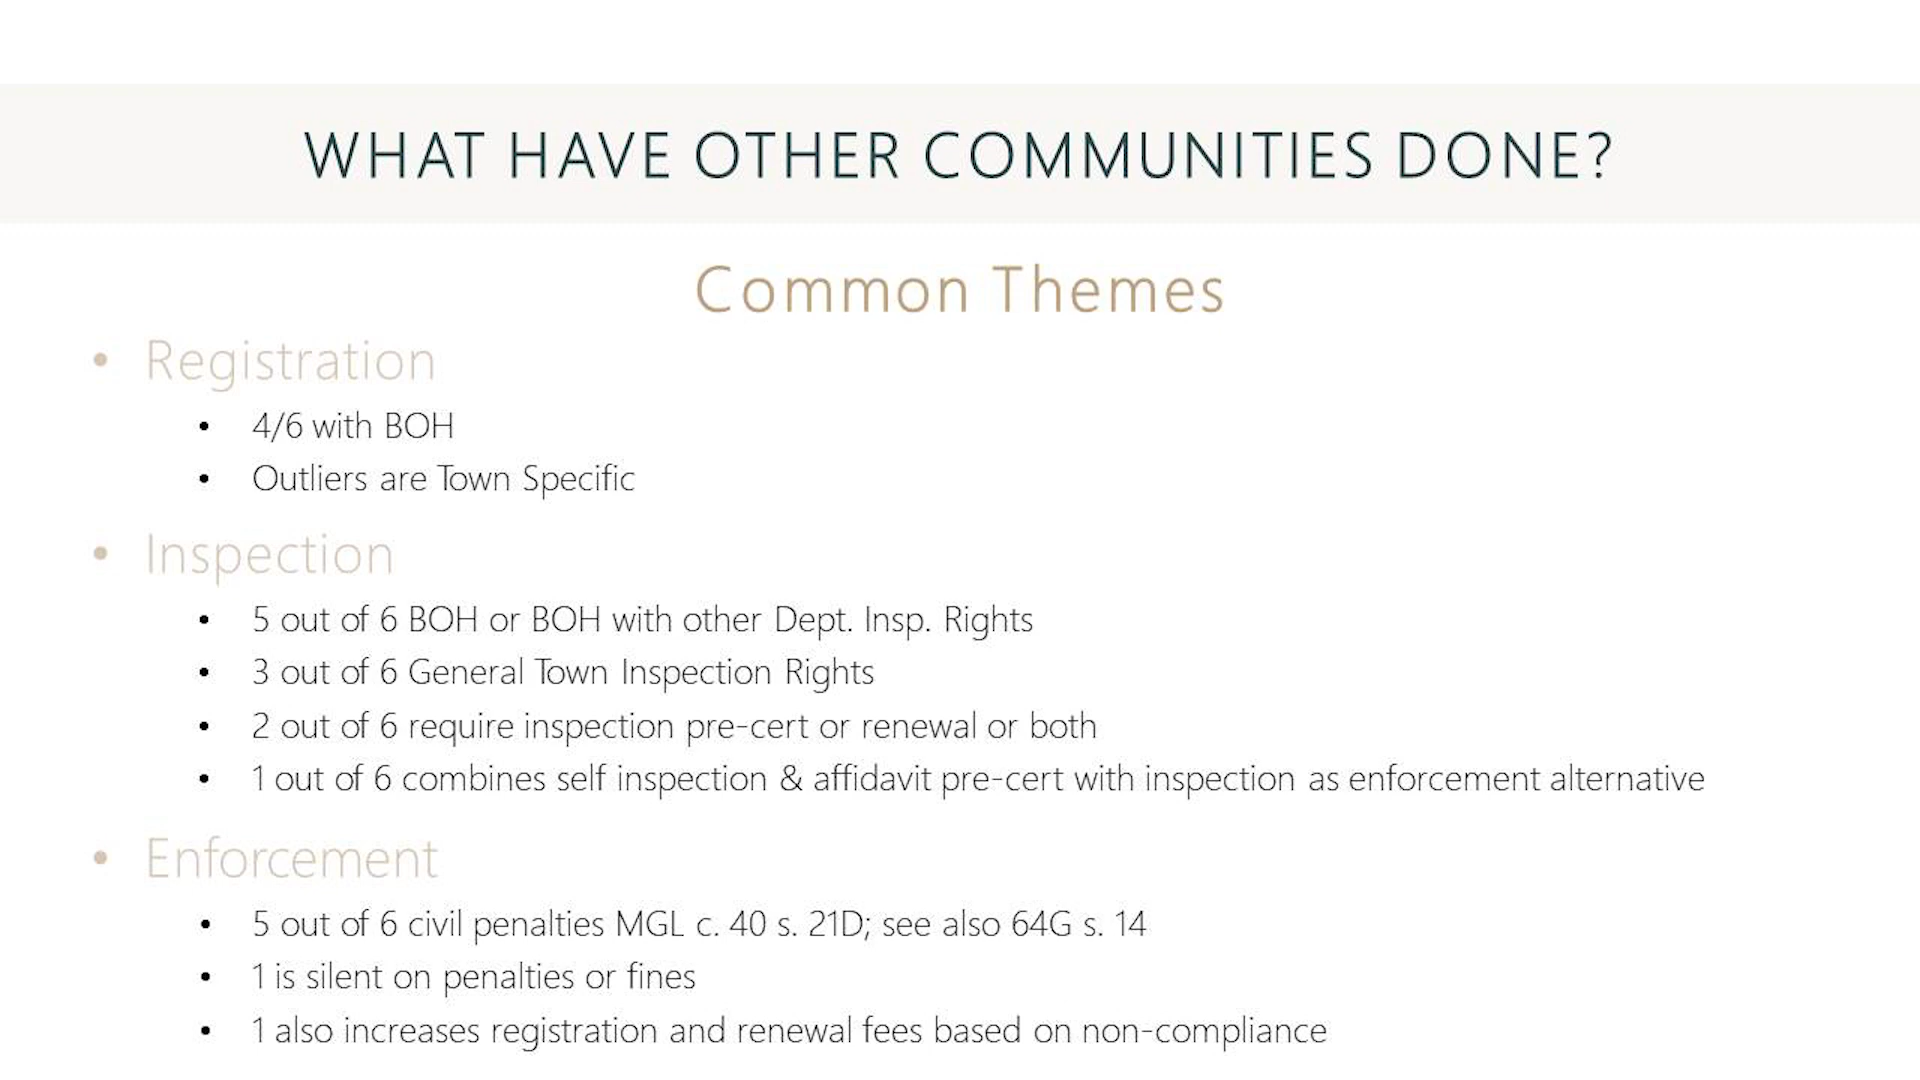 WHAT HAVE OTHER COMMUNITIES DONE?
Common Themes
• Registration
• 4/6 with BOH
• Outliers are Town Specific
• Inspection
• 5 out of 6 BOH or BOH with other Dept. Insp. Rights
• 3 out of 6 General Town Inspection Rights
• 2 out of 6 require inspection pre-cert or renewal or both
• 1 out of 6 combines self inspection & affidavit pre-cert with inspection as enforcement alternative
• Enforcement
• 5 out of 6 civil penalties MGL c. 40 s. 21D; see also 64G s. 14
• 1 is silent on penalties or fines
• 1 also increases registration and renewal fees based on non-compliance